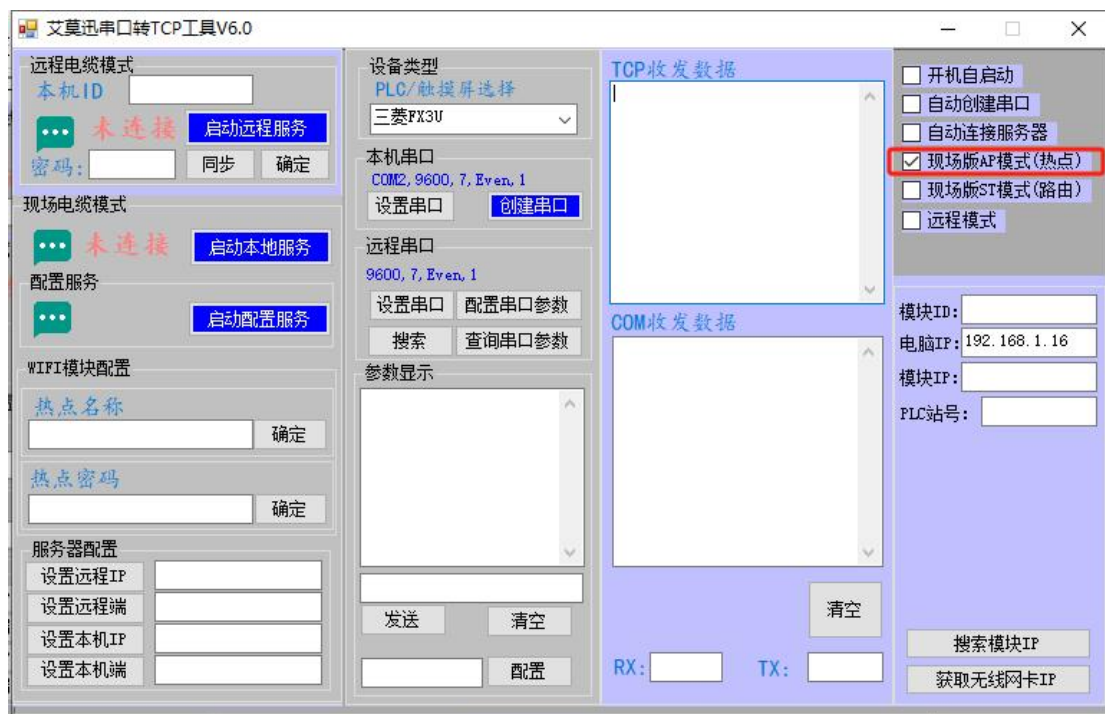 艾莫迅串口转TCP工具V6.0
远程电缆模式
本机ID
未连接
启动远程服务
密码:
同步
确定
现场电缆模式
未连接
启动本地服务
配置服务
启动配置服务
WIFI模块配置
热点名称
确定
热点密码
确定
服务器配置
设置远程IP
设置远程端
设置本机IP
设置本机端
设备类型
PLC/触摸屏选择
三菱FX3U
本机串口
COM2,9600,7,Even,1
设置串口
创建串口
远程串口
9600,7,Even,1
设置串口
配置串口参数
搜索
查询串口参数
参数显示
发送
清空
配置
TCP收发数据
COM收发数据
清空
RX:
TX:
开机自启动
自动创建串口
自动连接服务器
现场版AP模式(热点)
现场版ST模式(路由)
远程模式
模块ID:
电脑IP: 192.168.1.16
模块IP:
PLC站号:
搜索模块IP
获取无线网卡IP